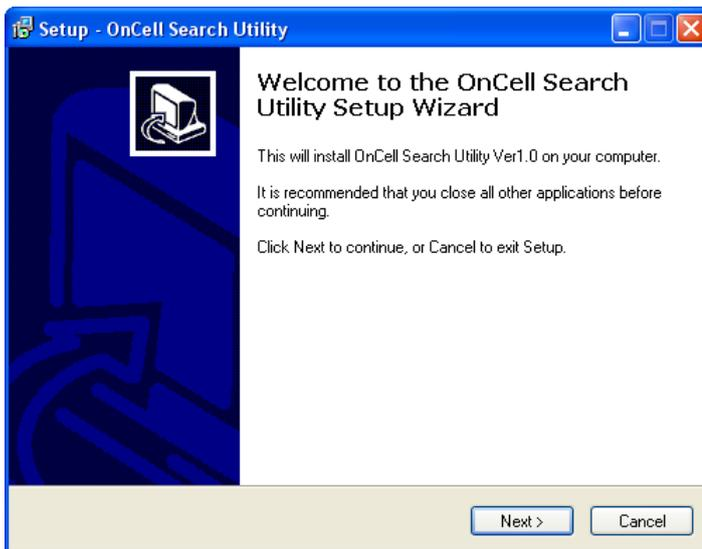 Setup - OnCell Search Utility
Welcome to the OnCell Search
Utility Setup Wizard
This will install OnCell Search Utility Ver1.0 on your computer.
It is recommended that you close all other applications before
continuing.
Click Next to continue, or Cancel to exit Setup.
Next >
Cancel